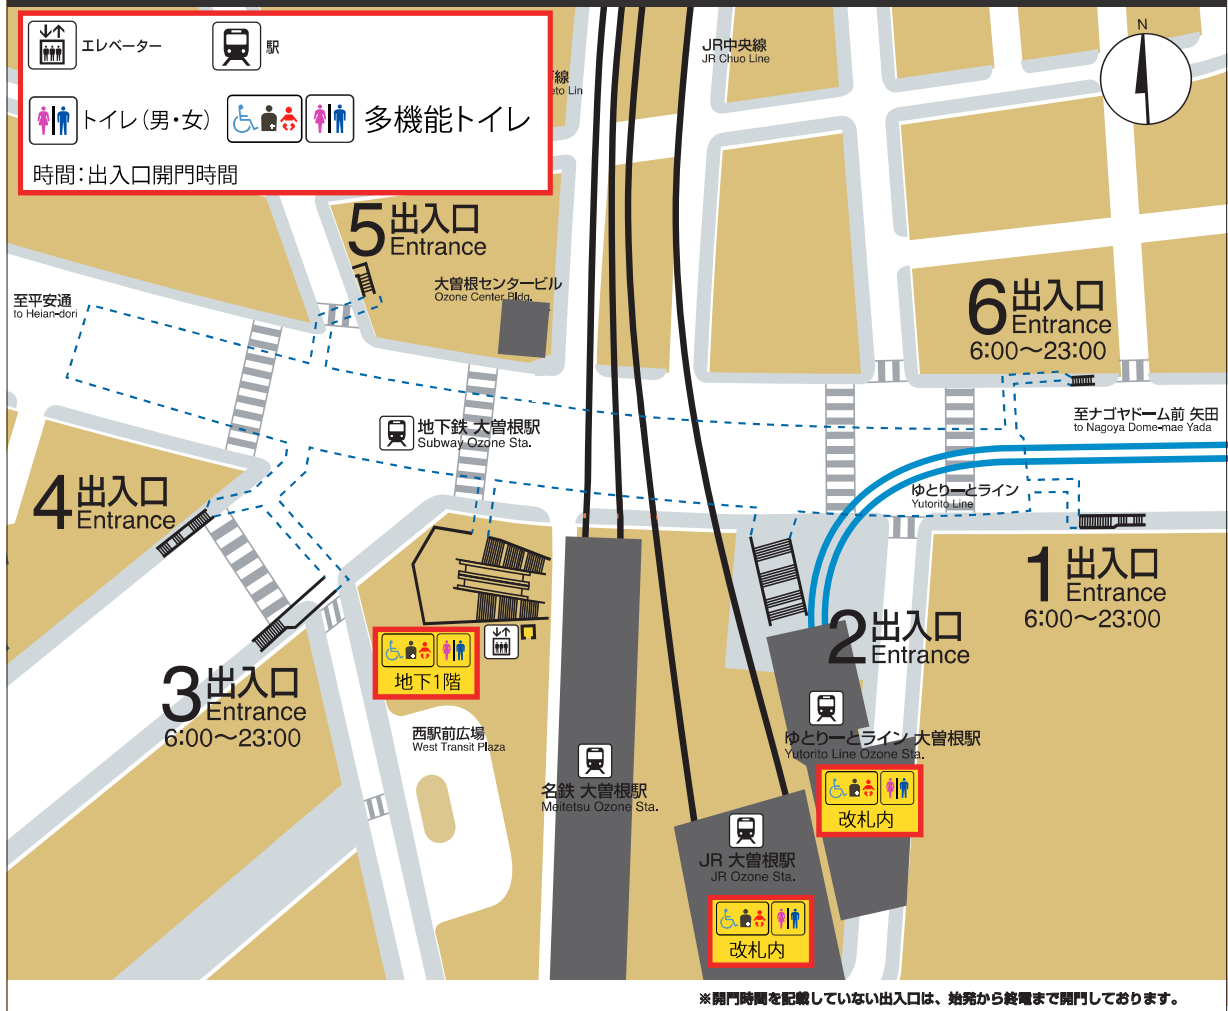 エレベーター
駅
トイレ(男・女)
多機能トイレ
時間:出入口開門時間
線
eto Lin
JR中央線
JR Chuo Line
N
5 出入口
Entrance
大曽根センタービル
Ozone Center Bldg.
至平安通
to Heian-dori
6 出入口
Entrance
6:00〜23:00
地下鉄 大曽根駅
Subway Ozone Sta.
至ナゴヤドーム前 矢田
to Nagoya Dome-mae Yada
4 出入口
Entrance
ゆとりーとライン
Yutorito Line
1 出入口
Entrance
6:00〜23:00
2 出入口
Entrance
地下1階
3 出入口
Entrance
6:00〜23:00
西駅前広場
West Transit Plaza
ゆとりーとライン 大曽根駅
Yutorito Line Ozone Sta.
名鉄 大曽根駅
Meitetsu Ozone Sta.
改札内
JR 大曽根駅
JR Ozone Sta.
改札内
※開門時間を記載していない出入口は、始発から終電まで開門しております。